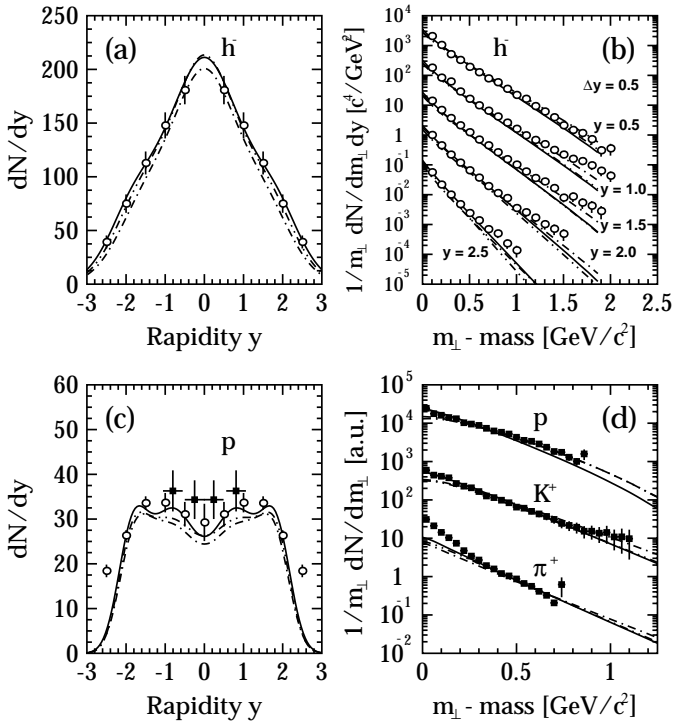 250
200
150
100
50
0
-3 -2 -1 0 1 2 3
dN/dy
Rapidity y
(a)
h⁻
10⁴
10³
10²
10
1
10⁻¹
10⁻²
10⁻³
10⁻⁴
10⁻⁵
0 0.5 1 1.5 2 2.5
1/m⊥ dN/dm⊥dy [c⁴/GeV²]
m⊥ - mass [GeV/c²]
h⁻
(b)
Δy = 0.5
y = 0.5
y = 1.0
y = 1.5
y = 2.0
y = 2.5
60
50
40
30
20
10
0
-3 -2 -1 0 1 2 3
dN/dy
Rapidity y
(c)
p
10⁵
10⁴
10³
10²
10
1
10⁻¹
10⁻²
0 0.5 1
1/m⊥ dN/dm⊥ [a.u.]
m⊥ - mass [GeV/c²]
p
(d)
K⁺
π⁺